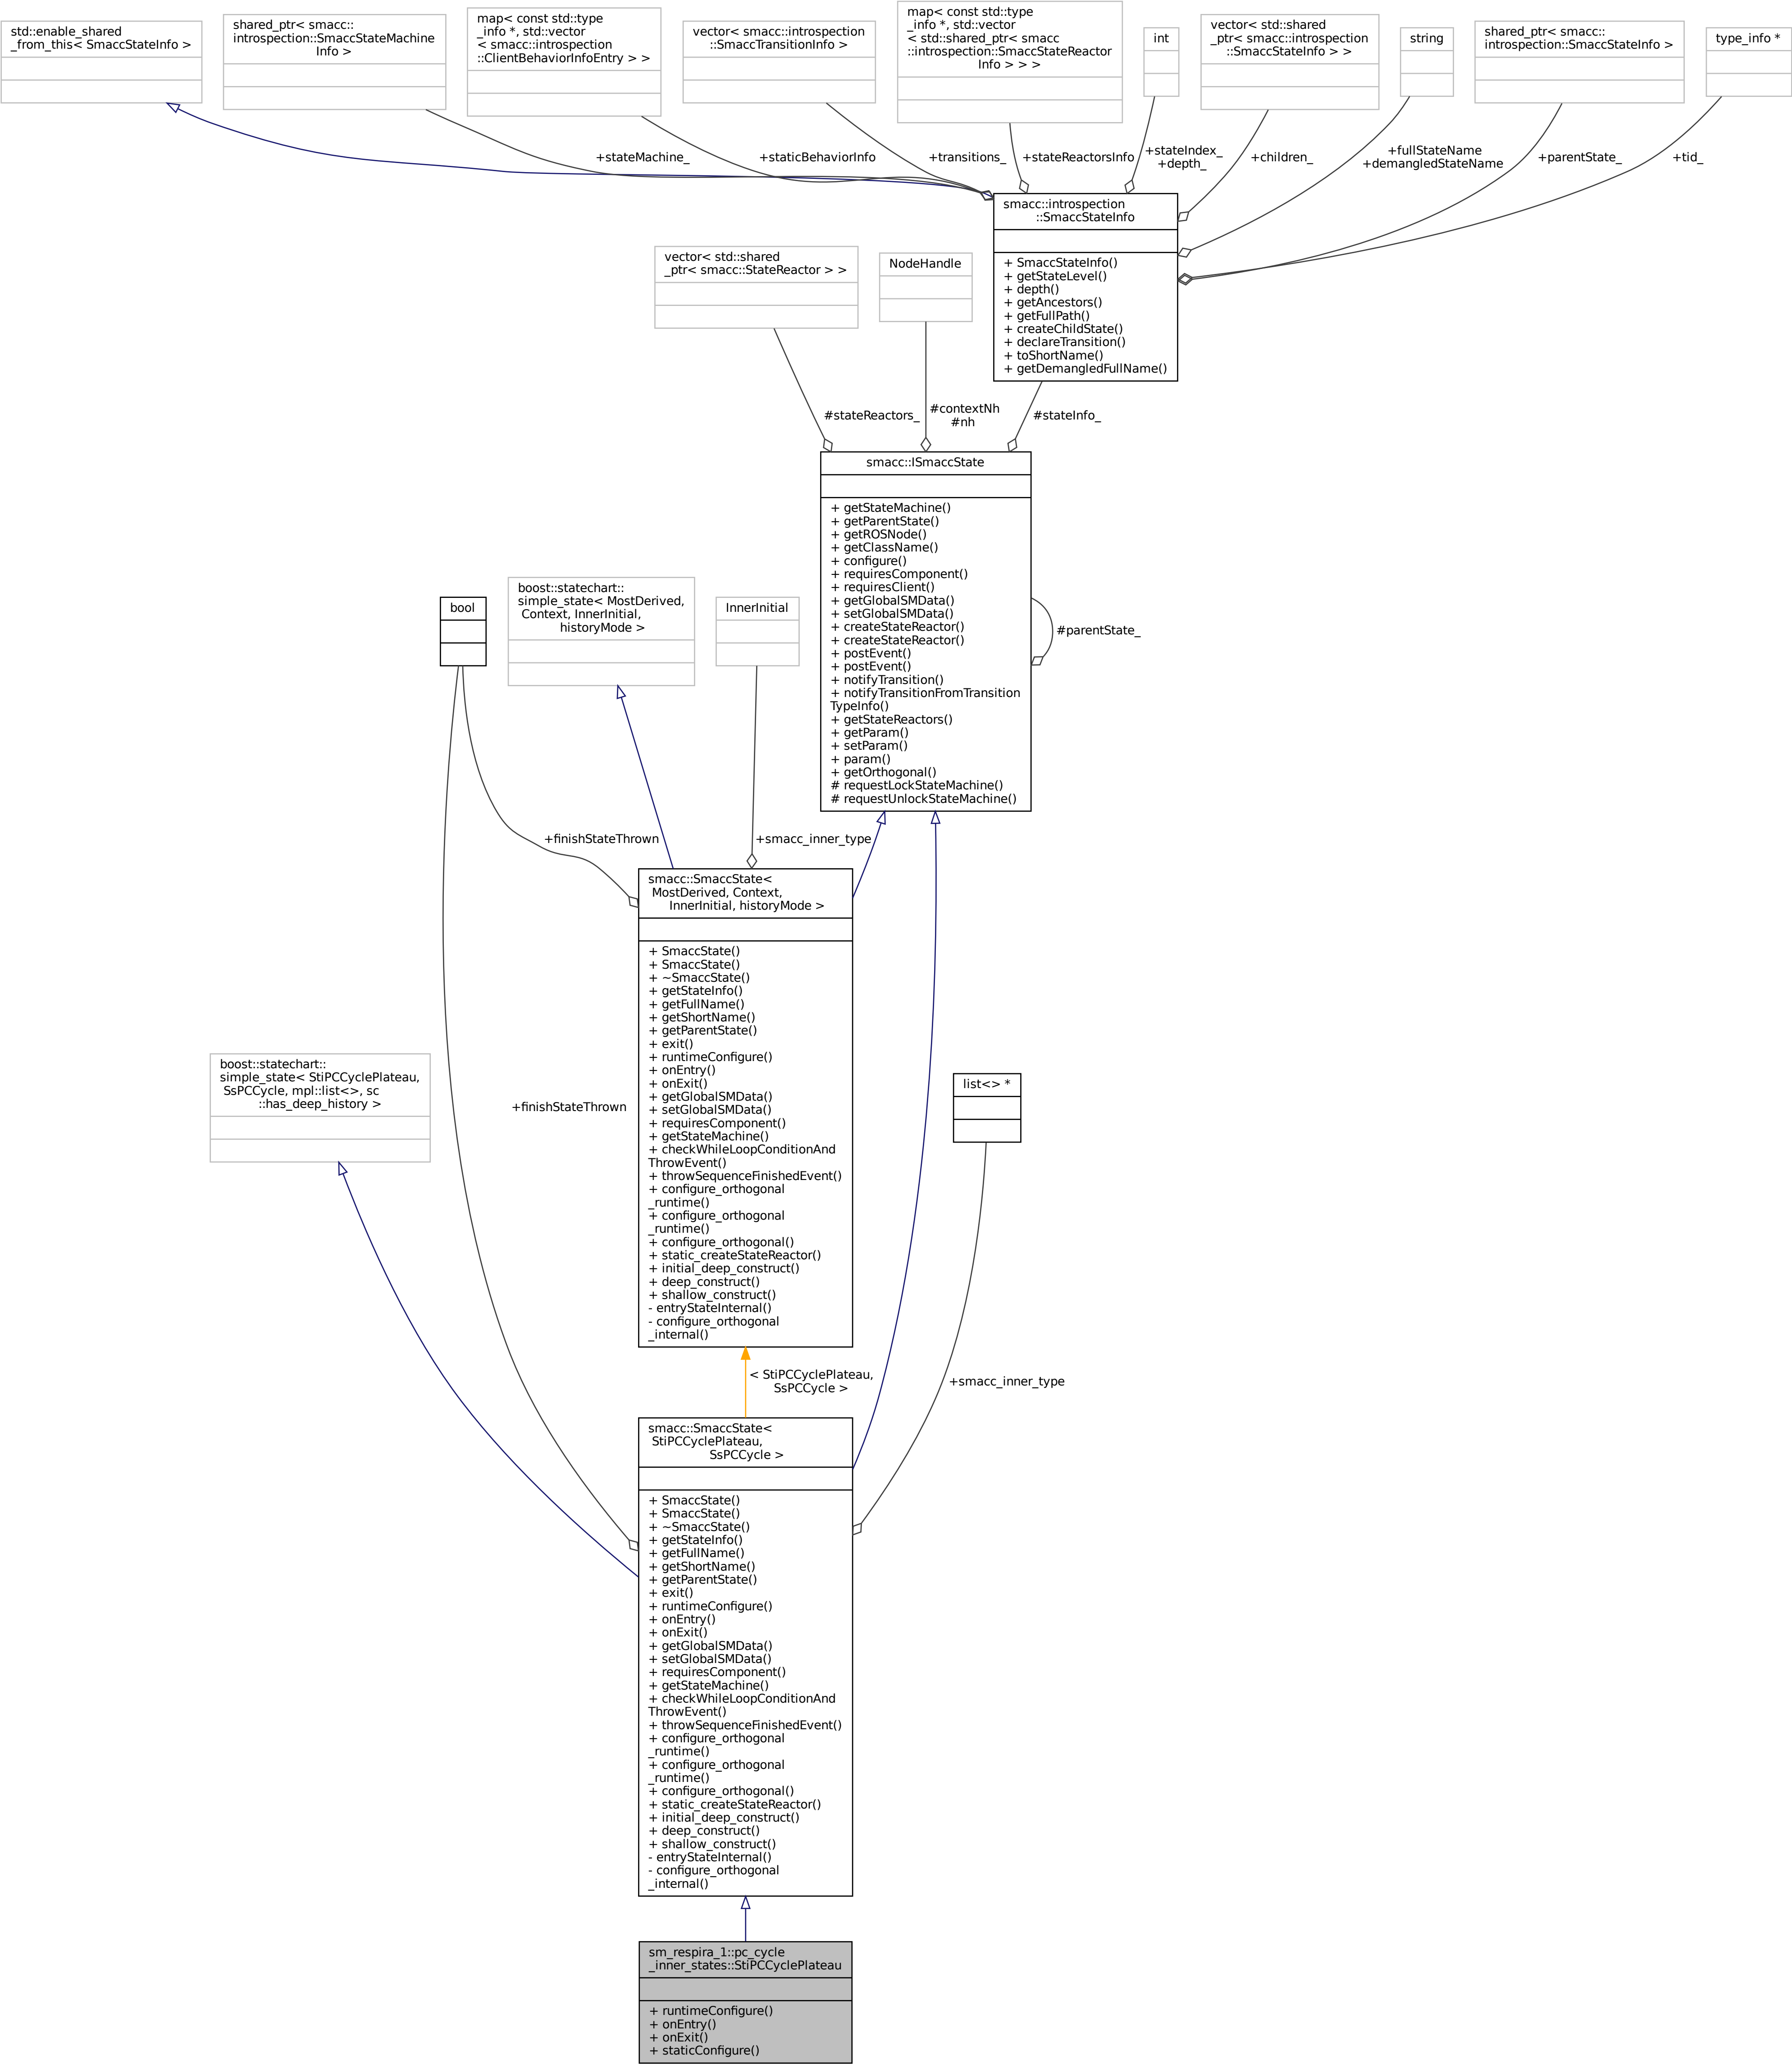 std::enable_shared
_from_this< SmaccStateInfo >
shared_ptr< smacc::
introspection::SmaccStateMachine
Info >
map< const std::type
_info *, std::vector
< smacc::introspection
::ClientBehaviorInfoEntry > >
vector< smacc::introspection
::SmaccTransitionInfo >
map< const std::type
_info *, std::vector
< std::shared_ptr< smacc
::introspection::SmaccStateReactor
Info > > >
int
vector< std::shared
_ptr< smacc::introspection
::SmaccStateInfo > >
string
shared_ptr< smacc::
introspection::SmaccStateInfo >
type_info *
+stateMachine_
+staticBehaviorInfo
+transitions_
+stateReactorsInfo
+stateIndex_
+depth_
+children_
+fullStateName
+demangledStateName
+parentState_
+tid_
smacc::introspection
::SmaccStateInfo
+ SmaccStateInfo()
+ getStateLevel()
+ depth()
+ getAncestors()
+ getFullPath()
+ createChildState()
+ declareTransition()
+ toShortName()
+ getDemangledFullName()
vector< std::shared
_ptr< smacc::StateReactor > >
NodeHandle
#stateReactors_
#contextNh
#nh
#stateInfo_
smacc::ISmaccState
+ getStateMachine()
+ getParentState()
+ getROSNode()
+ getClassName()
+ configure()
+ requiresComponent()
+ requiresClient()
+ getGlobalSMData()
+ setGlobalSMData()
+ createStateReactor()
+ createStateReactor()
+ postEvent()
+ postEvent()
+ notifyTransition()
+ notifyTransitionFromTransition
TypeInfo()
+ getStateReactors()
+ getParam()
+ setParam()
+ param()
+ getOrthogonal()
# requestLockStateMachine()
# requestUnlockStateMachine()
#parentState_
bool
boost::statechart::
simple_state< MostDerived,
Context, InnerInitial,
historyMode >
InnerInitial
+finishStateThrown
+smacc_inner_type
smacc::SmaccState<
MostDerived, Context,
InnerInitial, historyMode >
+ SmaccState()
+ SmaccState()
+ ~SmaccState()
+ getStateInfo()
+ getFullName()
+ getShortName()
+ getParentState()
+ exit()
+ runtimeConfigure()
+ onEntry()
+ onExit()
+ getGlobalSMData()
+ setGlobalSMData()
+ requiresComponent()
+ getStateMachine()
+ checkWhileLoopConditionAnd
ThrowEvent()
+ throwSequenceFinishedEvent()
+ configure_orthogonal
_runtime()
+ configure_orthogonal
_runtime()
+ configure_orthogonal()
+ static_createStateReactor()
+ initial_deep_construct()
+ deep_construct()
+ shallow_construct()
- entryStateInternal()
- configure_orthogonal
_internal()
boost::statechart::
simple_state< StiPCCyclePlateau,
SsPCCycle, mpl::list<>, sc
::has_deep_history >
+finishStateThrown
list<> *
< StiPCCyclePlateau,
SsPCCycle >
+smacc_inner_type
smacc::SmaccState<
StiPCCyclePlateau,
SsPCCycle >
+ SmaccState()
+ SmaccState()
+ ~SmaccState()
+ getStateInfo()
+ getFullName()
+ getShortName()
+ getParentState()
+ exit()
+ runtimeConfigure()
+ onEntry()
+ onExit()
+ getGlobalSMData()
+ setGlobalSMData()
+ requiresComponent()
+ getStateMachine()
+ checkWhileLoopConditionAnd
ThrowEvent()
+ throwSequenceFinishedEvent()
+ configure_orthogonal
_runtime()
+ configure_orthogonal
_runtime()
+ configure_orthogonal()
+ static_createStateReactor()
+ initial_deep_construct()
+ deep_construct()
+ shallow_construct()
- entryStateInternal()
- configure_orthogonal
_internal()
sm_respira_1::pc_cycle
_inner_states::StiPCCyclePlateau
+ runtimeConfigure()
+ onEntry()
+ onExit()
+ staticConfigure()